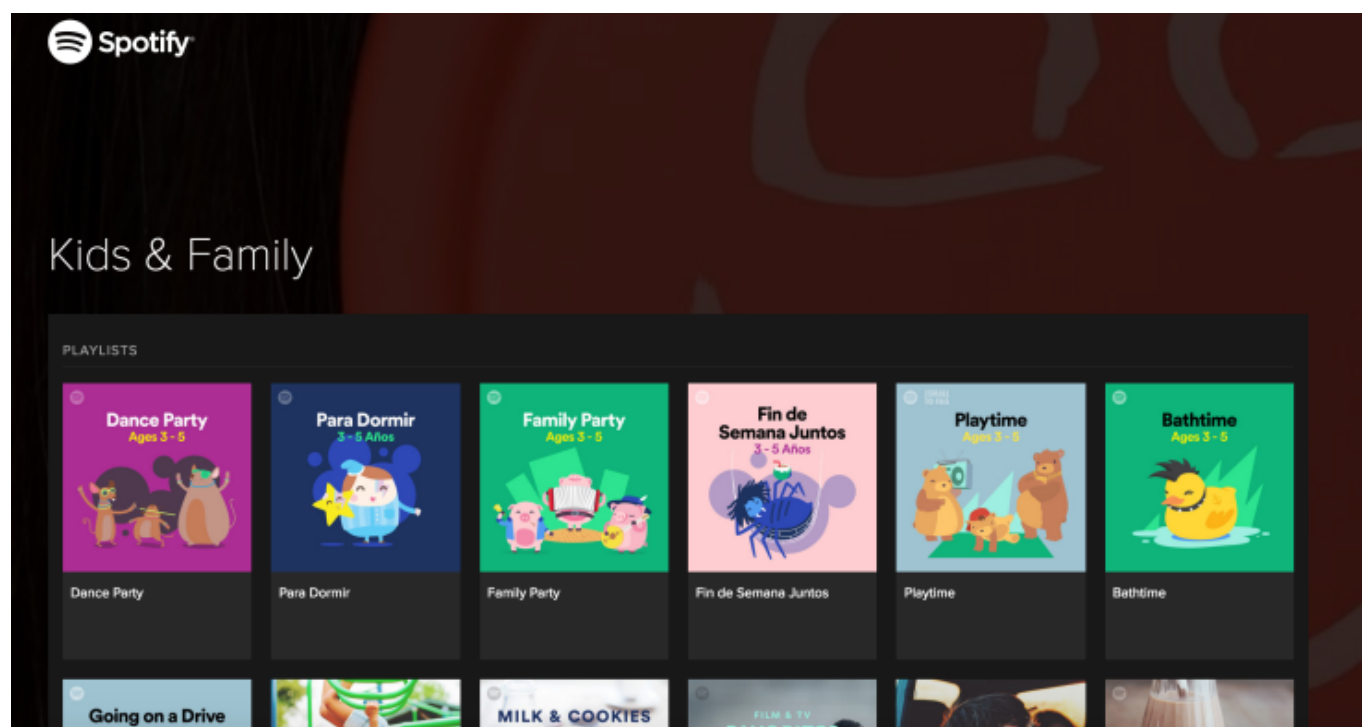 Spotify
Kids & Family
PLAYLISTS
Dance Party
Ages 3 - 5
Para Dormir
3 - 5 Años
Family Party
Ages 3 - 5
Fin de
Semana Juntos
3 - 5 Años
Playtime
Ages 3 - 5
Bathtime
Ages 3 - 5
Dance Party
Para Dormir
Family Party
Fin de Semana Juntos
Playtime
Bathtime
Going on a Drive
MILK & COOKIES
FILM & TV